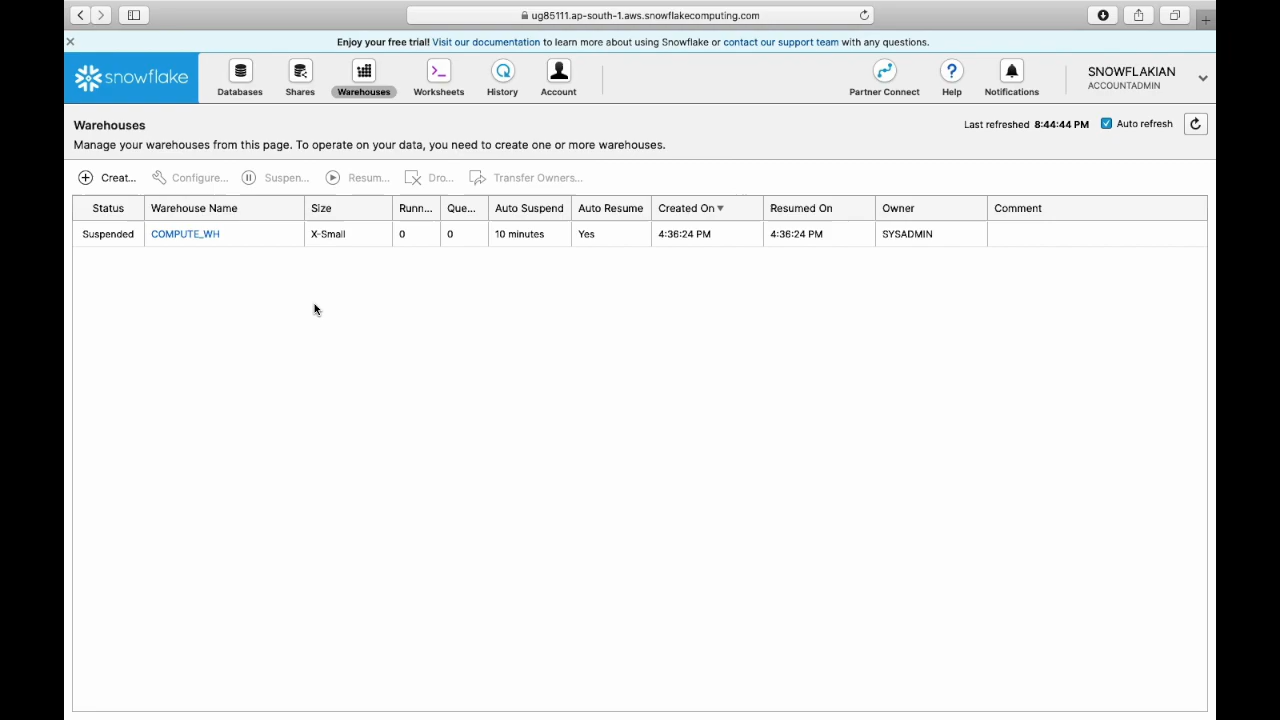 ug85111.ap-south-1.aws.snowflakecomputing.com
Enjoy your free trial! Visit our documentation to learn more about using Snowflake or contact our support team with any questions.
snowflake
Databases Shares Warehouses Worksheets History Account Partner Connect Help Notifications SNOWFLAKIAN
ACCOUNTADMIN
Warehouses Last refreshed 8:44:44 PM Auto refresh
Manage your warehouses from this page. To operate on your data, you need to create one or more warehouses.
Creat... Configure... Suspen... Resum... Dro... Transfer Owners...
Status Warehouse Name Size Runn... Que... Auto Suspend Auto Resume Created On Resumed On Owner Comment
Suspended COMPUTE_WH X-Small 0 0 10 minutes Yes 4:36:24 PM 4:36:24 PM SYSADMIN